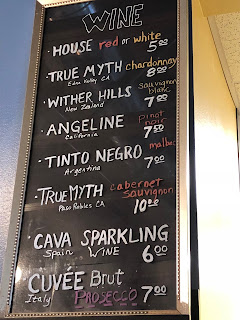 WINE
·HOUSE red or white
5.00
·TRUE MYTH chardonnay
Edna Valley CA 8.00
·WITHER HILLS sauvignon blanc
New Zealand 7.00
·ANGELINE pinot noir
California 7.50
·TINTO NEGRO malbec
Argentina 7.00
·TRUE MYTH cabernet sauvignon
Paso Robles CA 10.00
·CAVA SPARKLING
Spain WINE 6.00
CUVÉE Brut
Italy PROSECCO 7.00